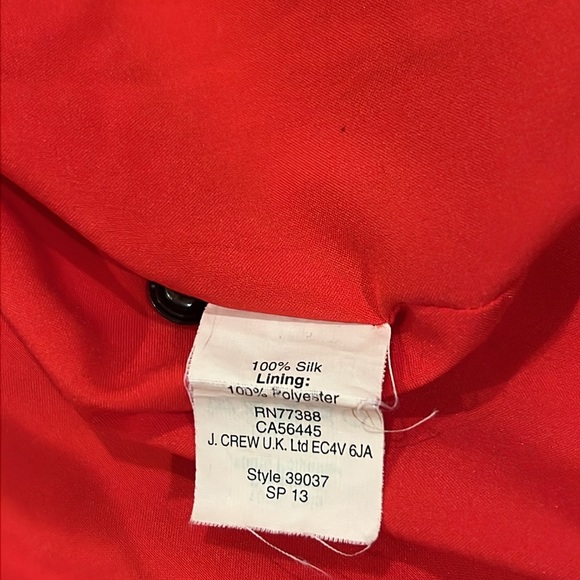 100% Silk
Lining:
100% Polyester
RN77388
CA56445
J. CREW U.K. Ltd EC4V 6JA
Style 39037
SP 13